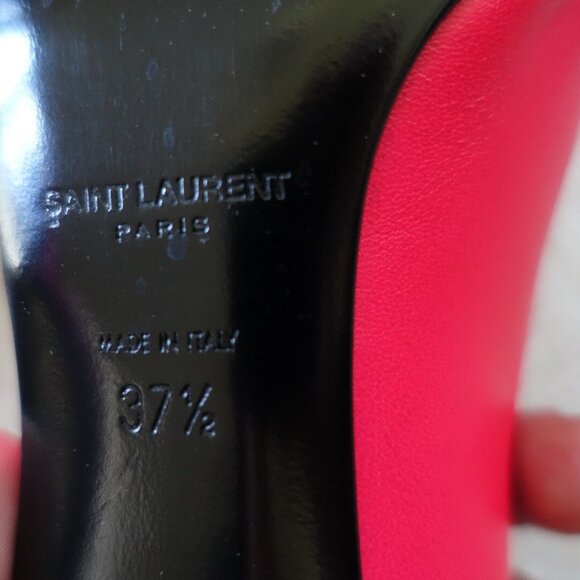 SAINT LAURENT
PARIS
MADE IN ITALY
37½